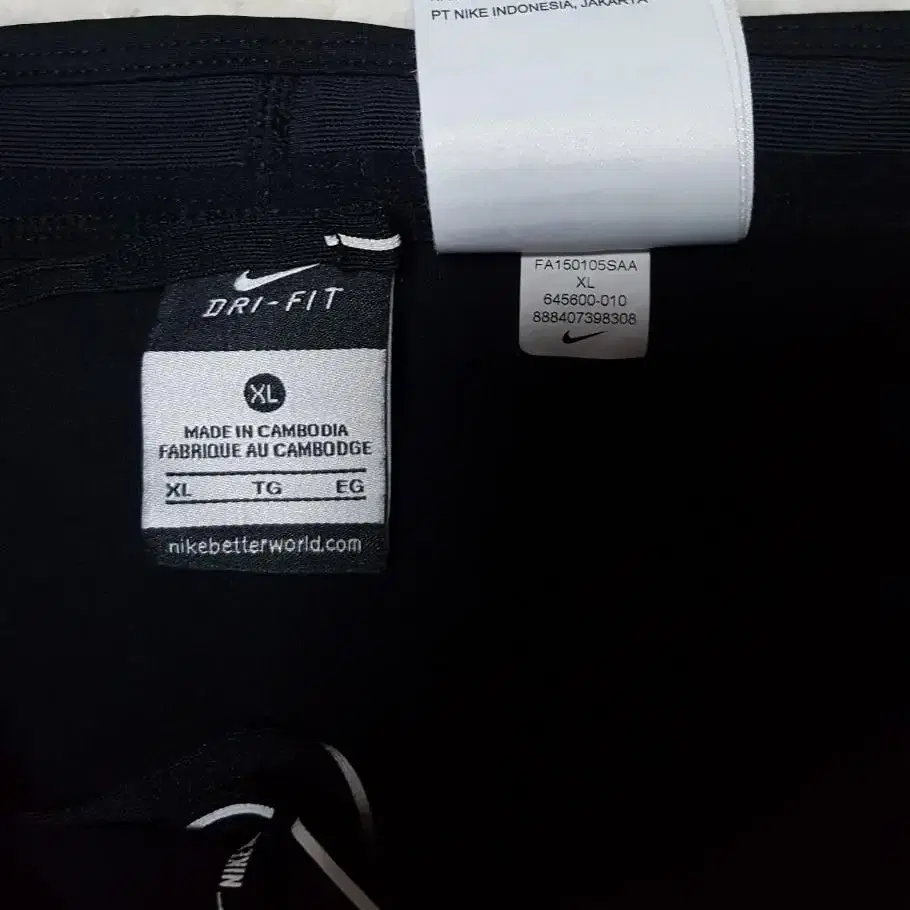 PT NIKE INDONESIA, JAKARTA
FA150105SAA
XL
645600-010
888407398308
DRI-FIT
XL
MADE IN CAMBODIA
FABRIQUE AU CAMBODGE
XL TG EG
nikebetterworld.com
NIKE